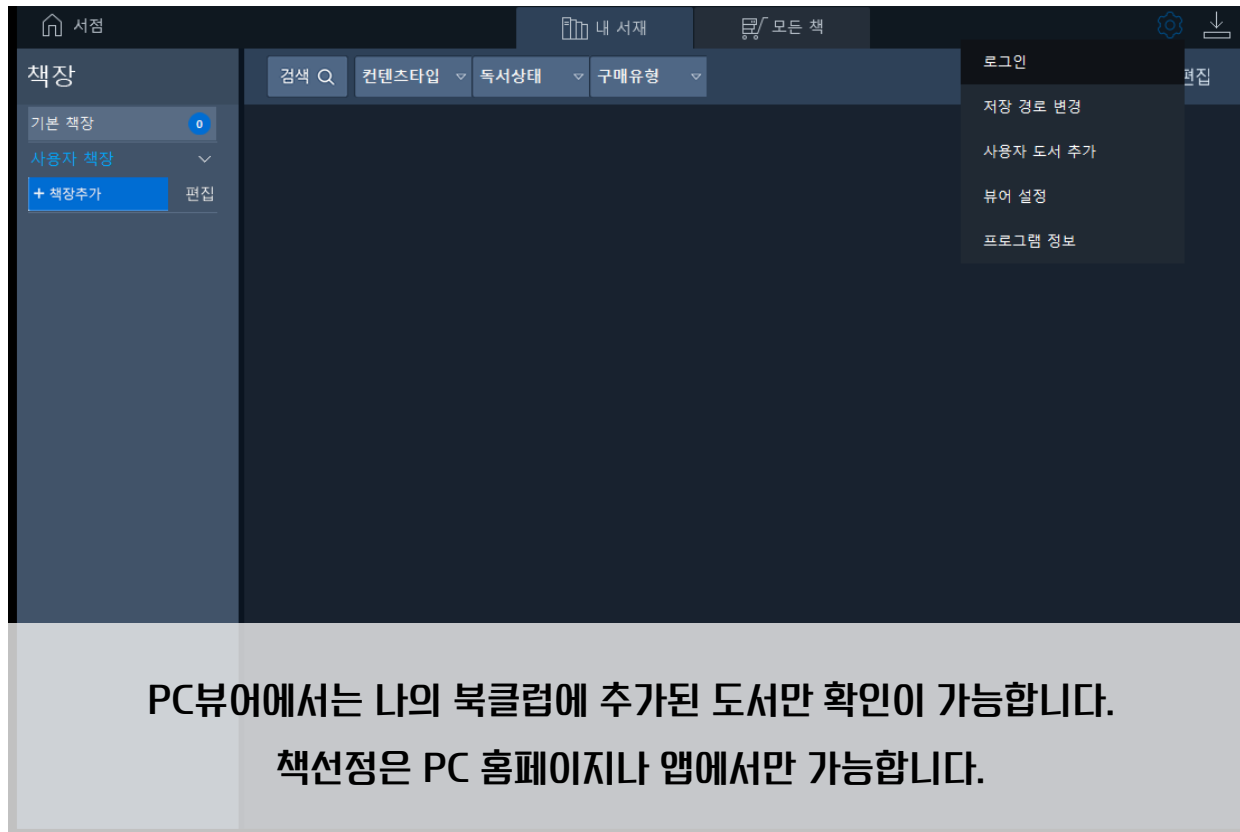 서점
내 서재
모든 책
책장
검색
컨텐츠타입
독서상태
구매유형
편집
로그인
저장 경로 변경
사용자 도서 추가
뷰어 설정
프로그램 정보
기본 책장 0
사용자 책장
+ 책장추가
편집
PC뷰어에서는 나의 북클럽에 추가된 도서만 확인이 가능합니다.
책선정은 PC 홈페이지나 앱에서만 가능합니다.